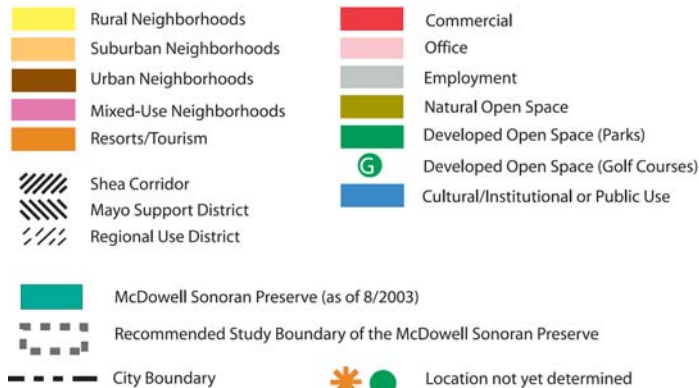 Rural Neighborhoods
Suburban Neighborhoods
Urban Neighborhoods
Mixed-Use Neighborhoods
Resorts/Tourism
Shea Corridor
Mayo Support District
Regional Use District
Commercial
Office
Employment
Natural Open Space
Developed Open Space (Parks)
G Developed Open Space (Golf Courses)
Cultural/Institutional or Public Use
McDowell Sonoran Preserve (as of 8/2003)
Recommended Study Boundary of the McDowell Sonoran Preserve
City Boundary
Location not yet determined